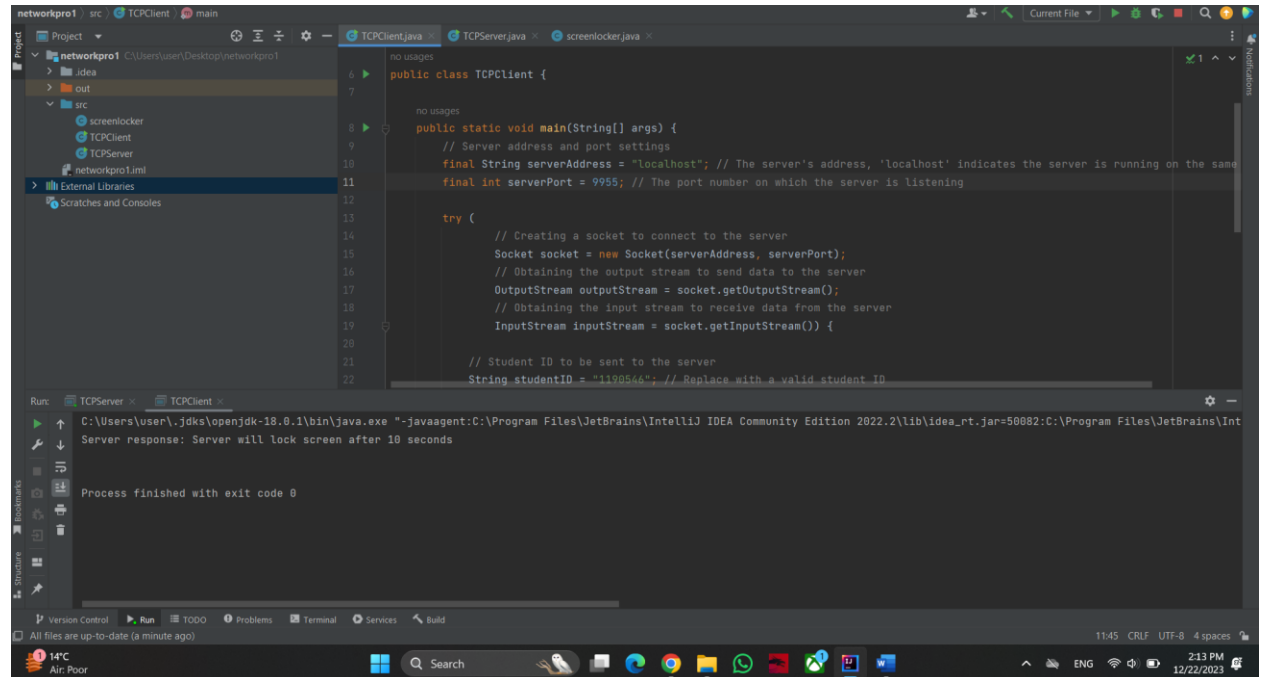 networkpro1 src TCPClient main
Current File
Project
TCPClient.java TCPServer.java screenlocker.java
networkpro1 C:\Users\user\Desktop\networkpro1
.idea
out
src
screenlocker
TCPClient
TCPServer
networkpro1.iml
External Libraries
Scratches and Consoles
Project
Bookmarks
Structure
Notifications
1
no usages
6 public class TCPClient {
7
no usages
8 public static void main(String[] args) {
9 // Server address and port settings
10 final String serverAddress = "localhost"; // The server's address, 'localhost' indicates the server is running on the same
11 final int serverPort = 9955; // The port number on which the server is listening
12
13 try (
14 // Creating a socket to connect to the server
15 Socket socket = new Socket(serverAddress, serverPort);
16 // Obtaining the output stream to send data to the server
17 OutputStream outputStream = socket.getOutputStream();
18 // Obtaining the input stream to receive data from the server
19 InputStream inputStream = socket.getInputStream()) {
20
21 // Student ID to be sent to the server
22 String studentID = "1190546"; // Replace with a valid student ID
Run: TCPServer TCPClient
C:\Users\user\.jdks\openjdk-18.0.1\bin\java.exe "-javaagent:C:\Program Files\JetBrains\IntelliJ IDEA Community Edition 2022.2\lib\idea_rt.jar=50082:C:\Program Files\JetBrains\Int
Server response: Server will lock screen after 10 seconds
Process finished with exit code 0
Version Control Run TODO Problems Terminal Services Build
All files are up-to-date (a minute ago)
11:45 CRLF UTF-8 4 spaces
1
14°C
Air: Poor
Search
ENG
2:13 PM
12/22/2023